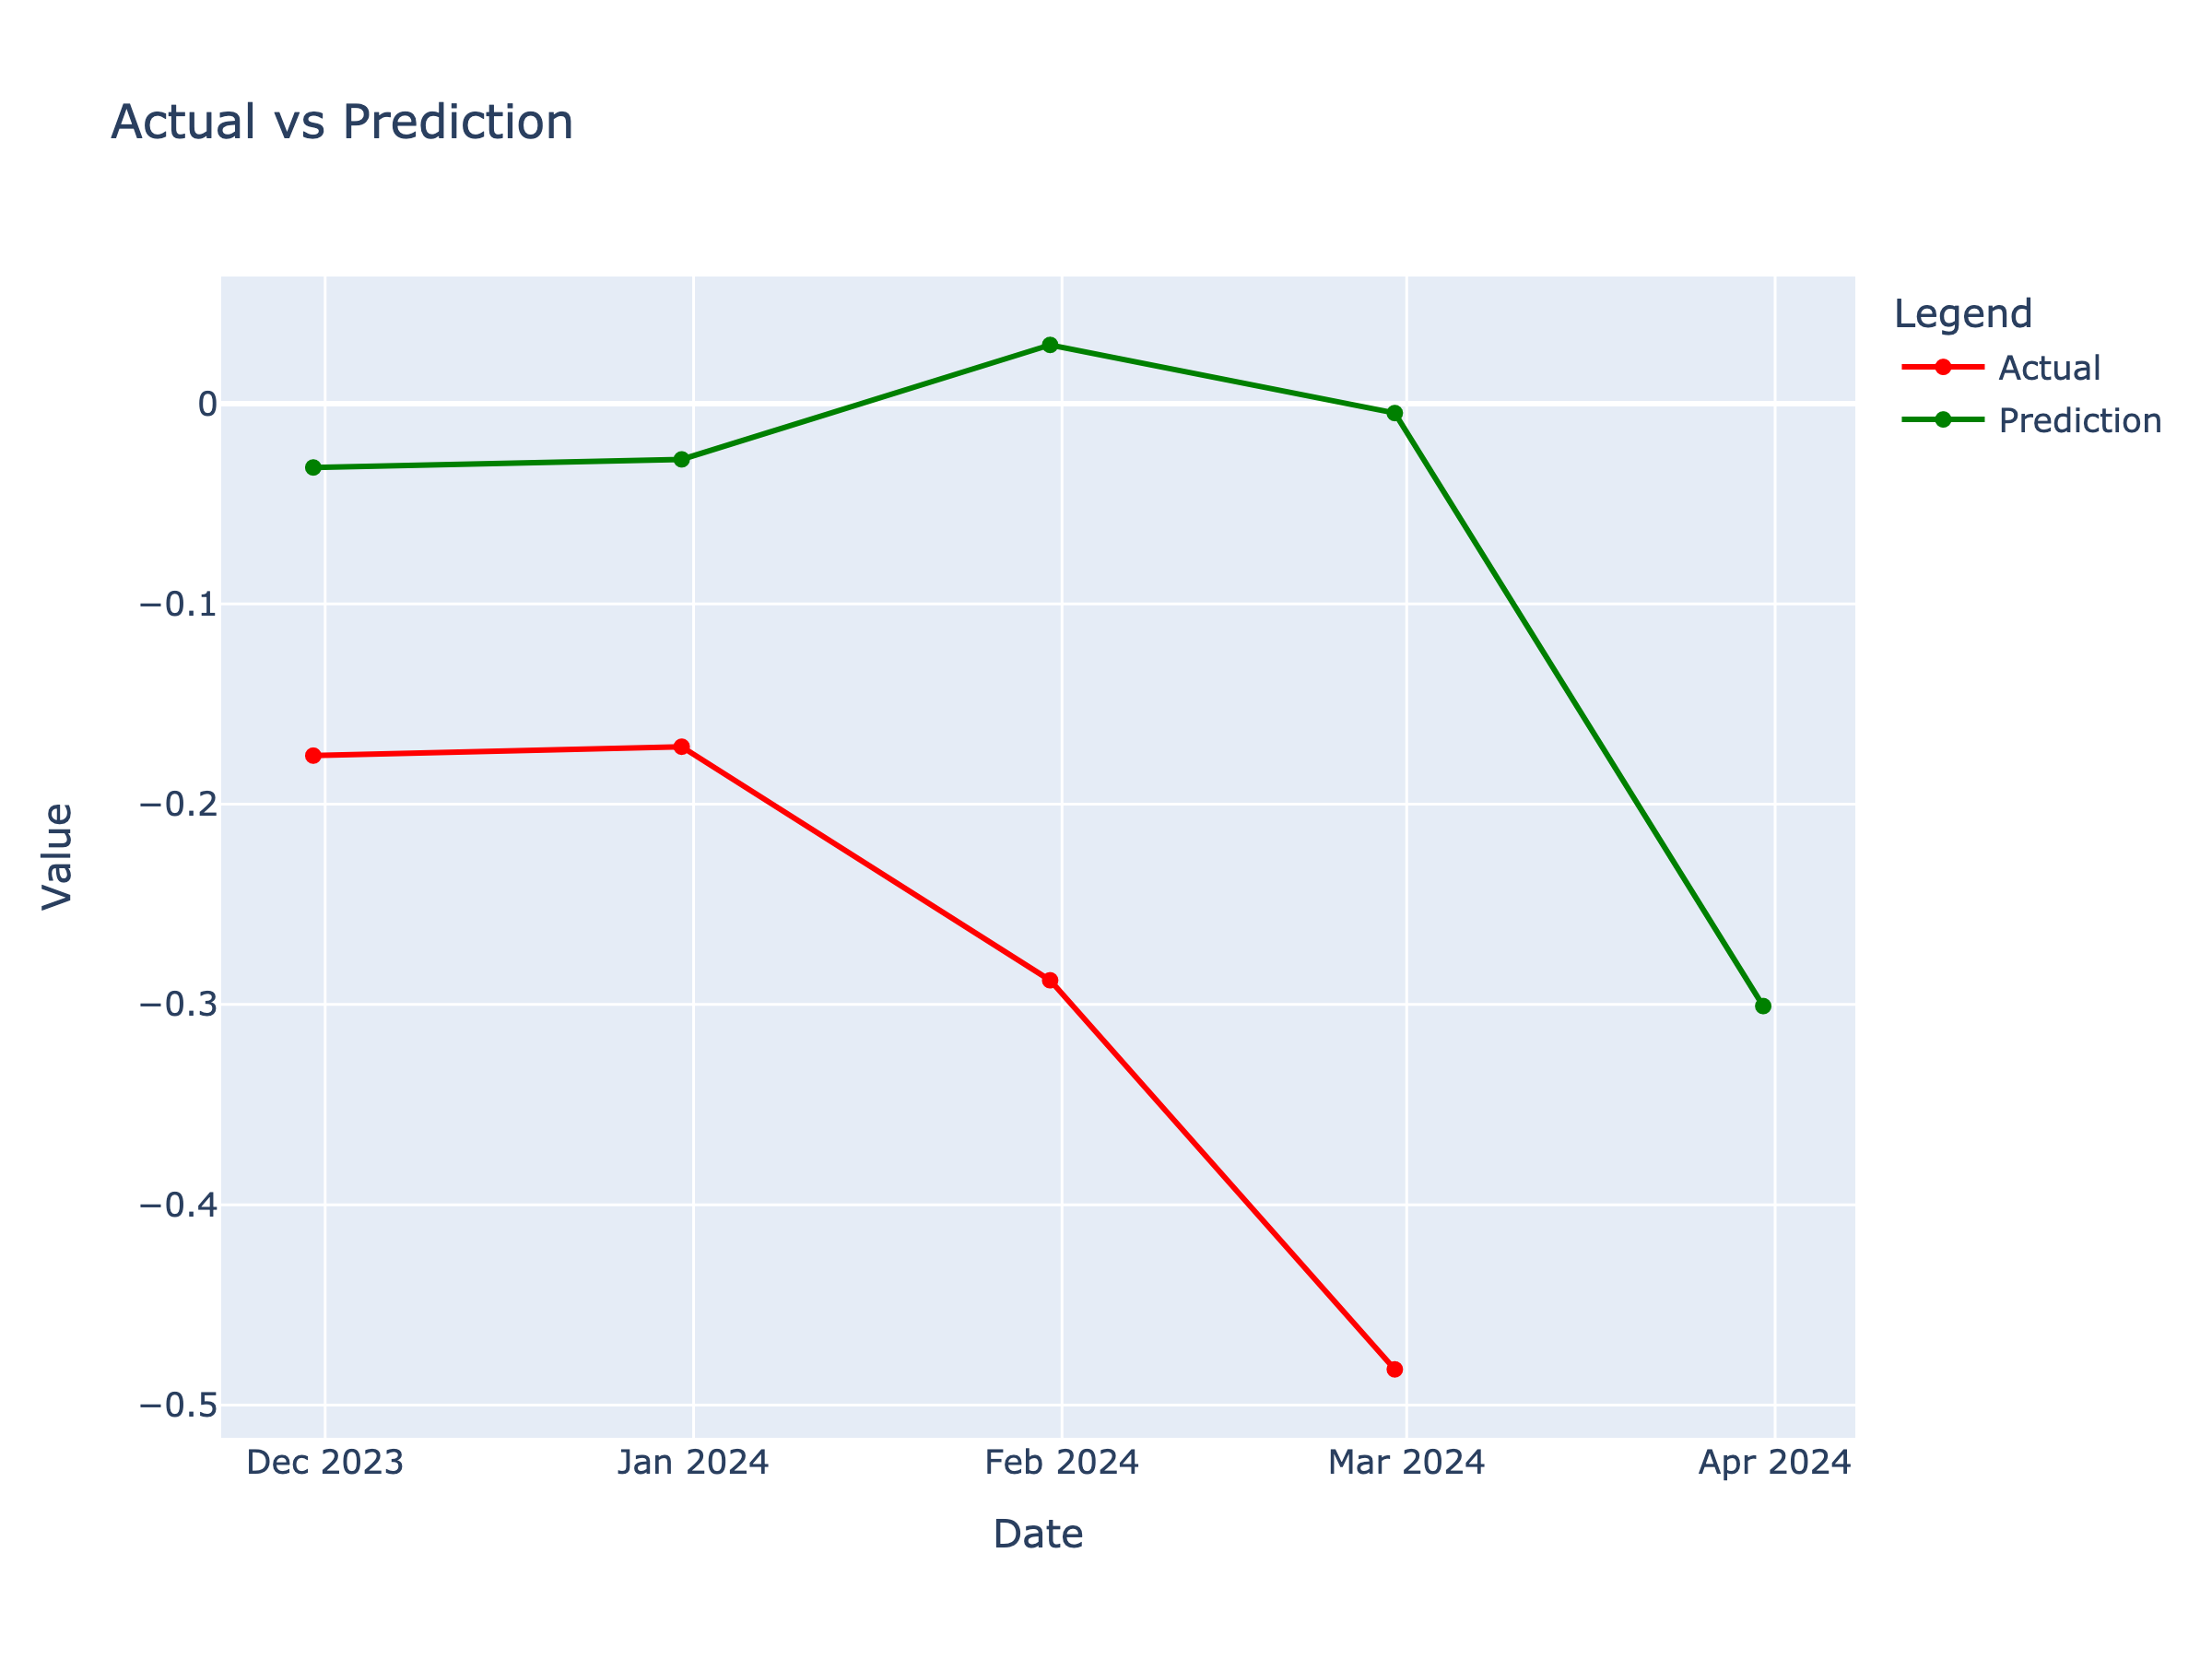 Actual vs Prediction
Legend
Actual
Prediction
0
−0.1
−0.2
−0.3
−0.4
−0.5
Value
Dec 2023
Jan 2024
Feb 2024
Mar 2024
Apr 2024
Date